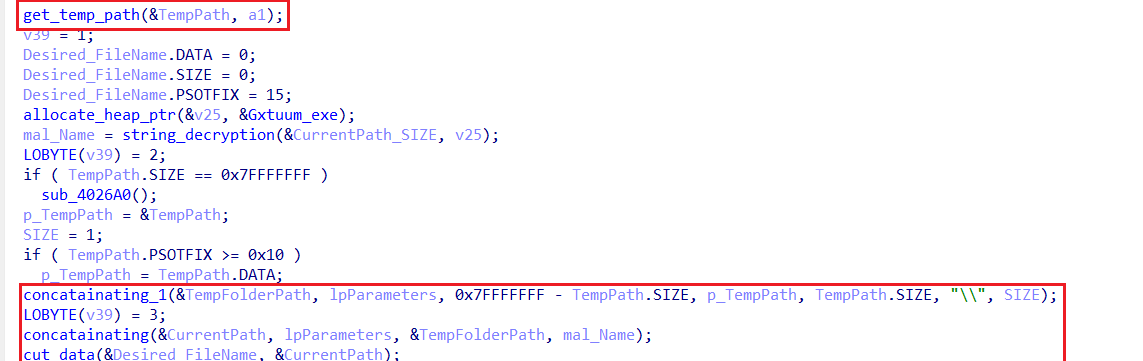 get_temp_path(&TempPath, a1);
v39 = 1;
Desired_FileName.DATA = 0;
Desired_FileName.SIZE = 0;
Desired_FileName.PSOTFIX = 15;
allocate_heap_ptr(&v25, &Gxtuum_exe);
mal_Name = string_decryption(&CurrentPath_SIZE, v25);
LOBYTE(v39) = 2;
if ( TempPath.SIZE == 0x7FFFFFFF )
sub_4026A0();
p_TempPath = &TempPath;
SIZE = 1;
if ( TempPath.PSOTFIX >= 0x10 )
p_TempPath = TempPath.DATA;
concatainating_1(&TempFolderPath, lpParameters, 0x7FFFFFFF - TempPath.SIZE, p_TempPath, TempPath.SIZE, "\\", SIZE);
LOBYTE(v39) = 3;
concatainating(&CurrentPath, lpParameters, &TempFolderPath, mal_Name);
cut_data(&Desired_FileName, &CurrentPath);